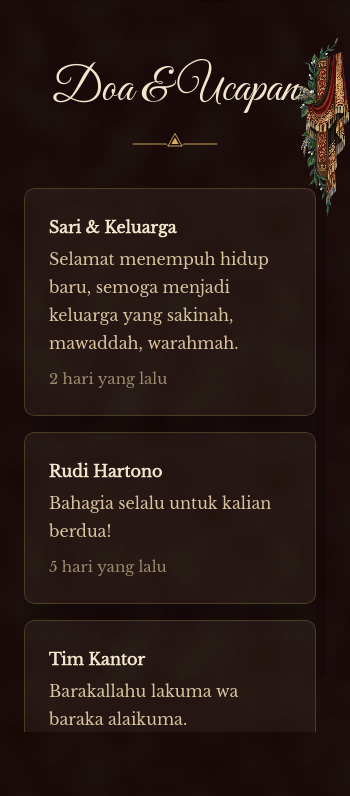 Doa & Ucapan
Sari & Keluarga
Selamat menempuh hidup
baru, semoga menjadi
keluarga yang sakinah,
mawaddah, warahmah.
2 hari yang lalu
Rudi Hartono
Bahagia selalu untuk kalian
berdua!
5 hari yang lalu
Tim Kantor
Barakallahu lakuma wa
baraka alaikuma.